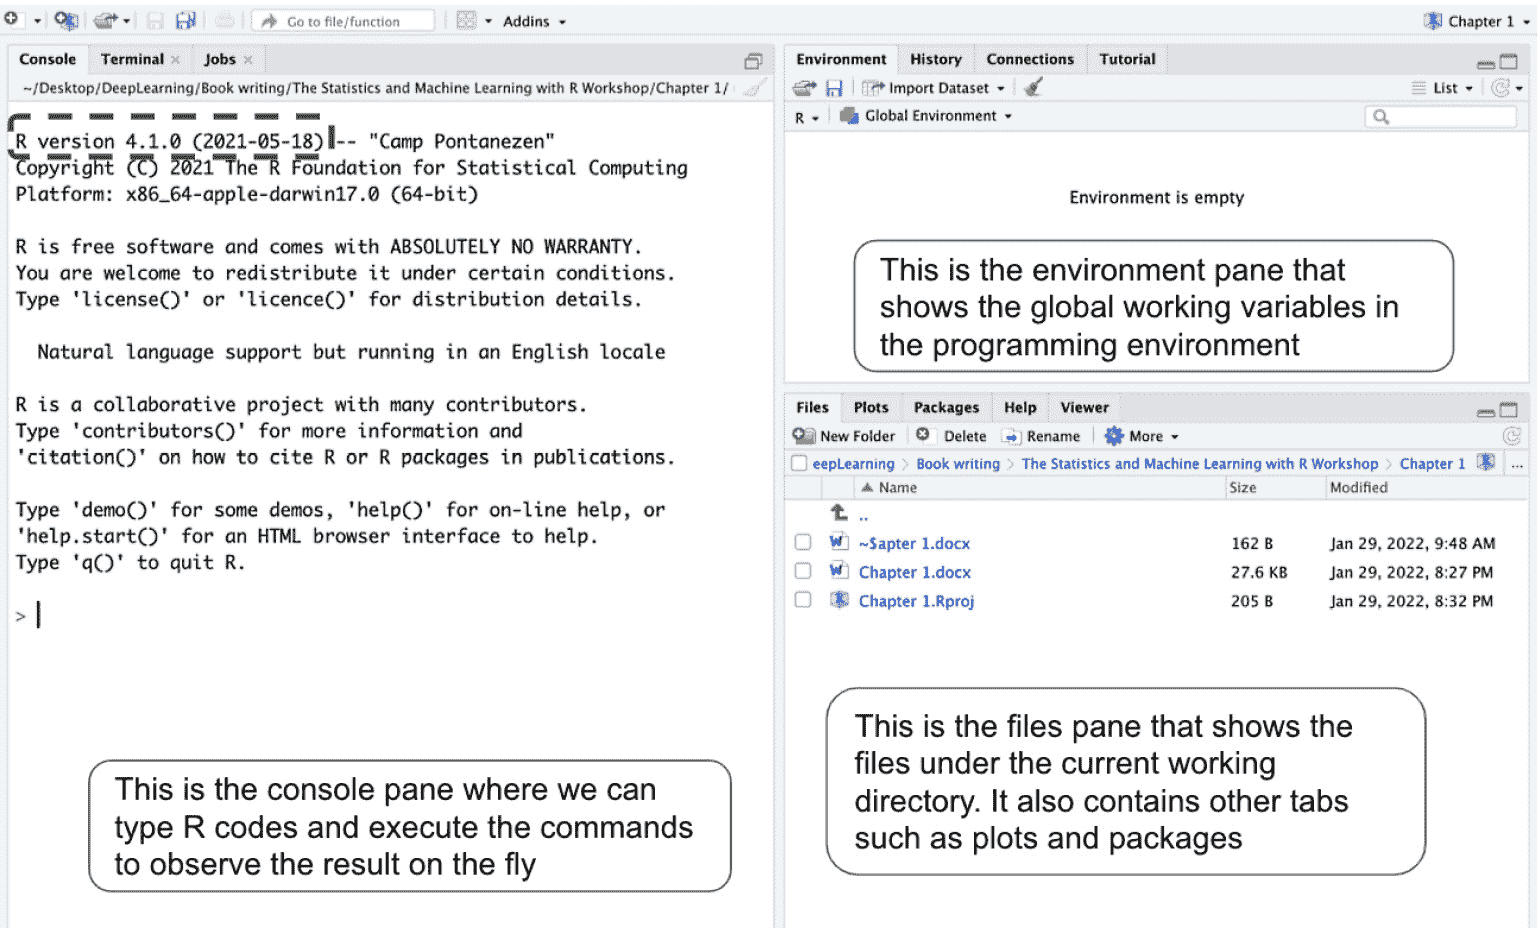 Go to file/function
Addins
Chapter 1
Console Terminal Jobs
~/Desktop/DeepLearning/Book writing/The Statistics and Machine Learning with R Workshop/Chapter 1/
R version 4.1.0 (2021-05-18) -- "Camp Pontanezen"
Copyright (C) 2021 The R Foundation for Statistical Computing
Platform: x86_64-apple-darwin17.0 (64-bit)
R is free software and comes with ABSOLUTELY NO WARRANTY.
You are welcome to redistribute it under certain conditions.
Type 'license()' or 'licence()' for distribution details.
Natural language support but running in an English locale
R is a collaborative project with many contributors.
Type 'contributors()' for more information and
'citation()' on how to cite R or R packages in publications.
Type 'demo()' for some demos, 'help()' for on-line help, or
'help.start()' for an HTML browser interface to help.
Type 'q()' to quit R.
>
This is the console pane where we can
type R codes and execute the commands
to observe the result on the fly
Environment History Connections Tutorial
Import Dataset List
R Global Environment
Environment is empty
This is the environment pane that
shows the global working variables in
the programming environment
Files Plots Packages Help Viewer
New Folder Delete Rename More
eepLearning > Book writing > The Statistics and Machine Learning with R Workshop > Chapter 1 ...
Name Size Modified
..
~$apter 1.docx 162 B Jan 29, 2022, 9:48 AM
Chapter 1.docx 27.6 KB Jan 29, 2022, 8:27 PM
Chapter 1.Rproj 205 B Jan 29, 2022, 8:32 PM
This is the files pane that shows the
files under the current working
directory. It also contains other tabs
such as plots and packages